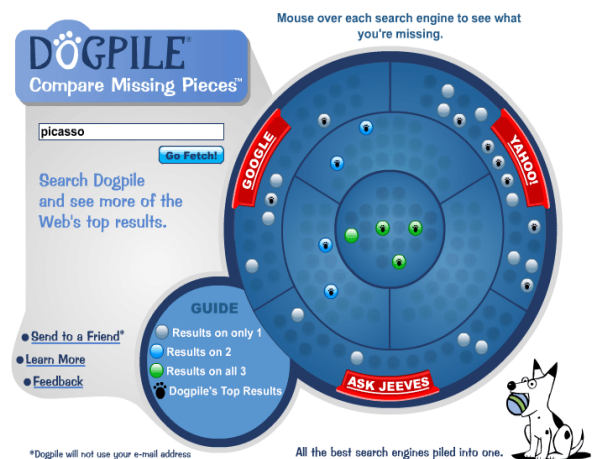 Mouse over each search engine to see what
you're missing.
DOGPILE®
Compare Missing Pieces™
picasso
Go Fetch!
Search Dogpile
and see more of the
Web's top results.
GOOGLE
YAHOO!
ASK JEEVES
GUIDE
Results on only 1
Results on 2
Results on all 3
Dogpile's Top Results
Send to a Friend*
Learn More
Feedback
*Dogpile will not use your e-mail address
All the best search engines piled into one.